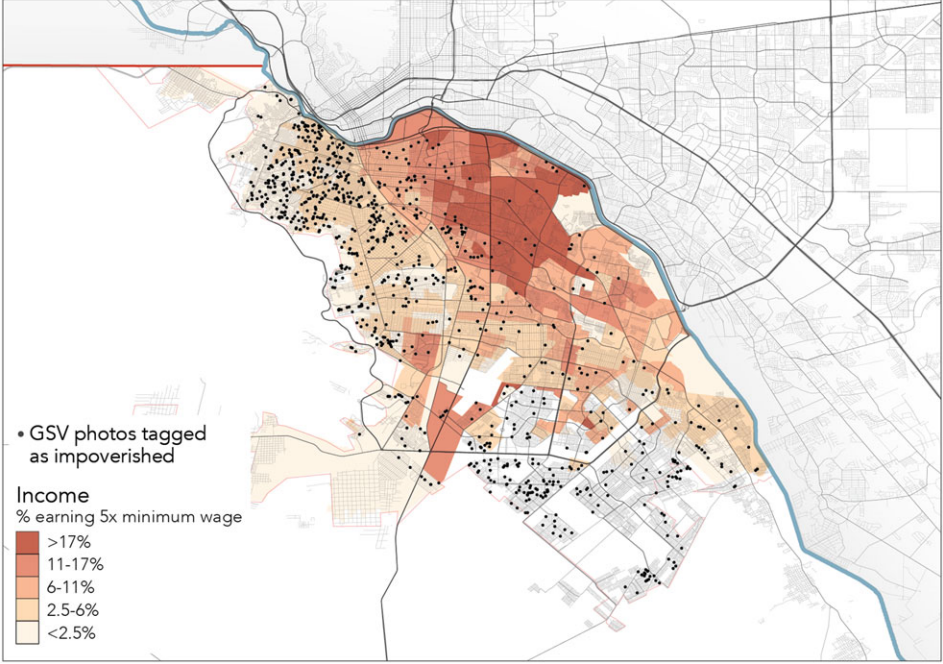 • GSV photos tagged
as impoverished
Income
% earning 5x minimum wage
>17%
11-17%
6-11%
2.5-6%
<2.5%